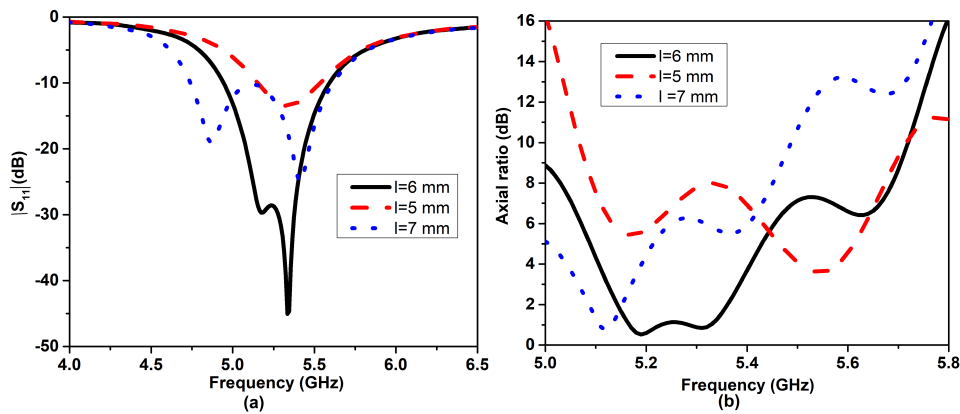 0
-10
-20
-30
-40
-50
|S11| (dB)
l=6 mm
l=5 mm
l=7 mm
4.0 4.5 5.0 5.5 6.0 6.5
Frequency (GHz)
(a)
16
14
12
10
8
6
4
2
0
Axial ratio (dB)
l=6 mm
l=5 mm
l =7 mm
5.0 5.2 5.4 5.6 5.8
Frequency (GHz)
(b)